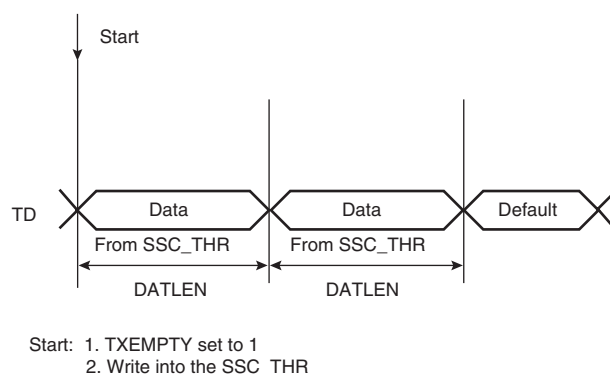 Start
TD
Data
Data
Default
From SSC_THR
From SSC_THR
DATLEN
DATLEN
Start: 1. TXEMPTY set to 1
2. Write into the SSC_THR